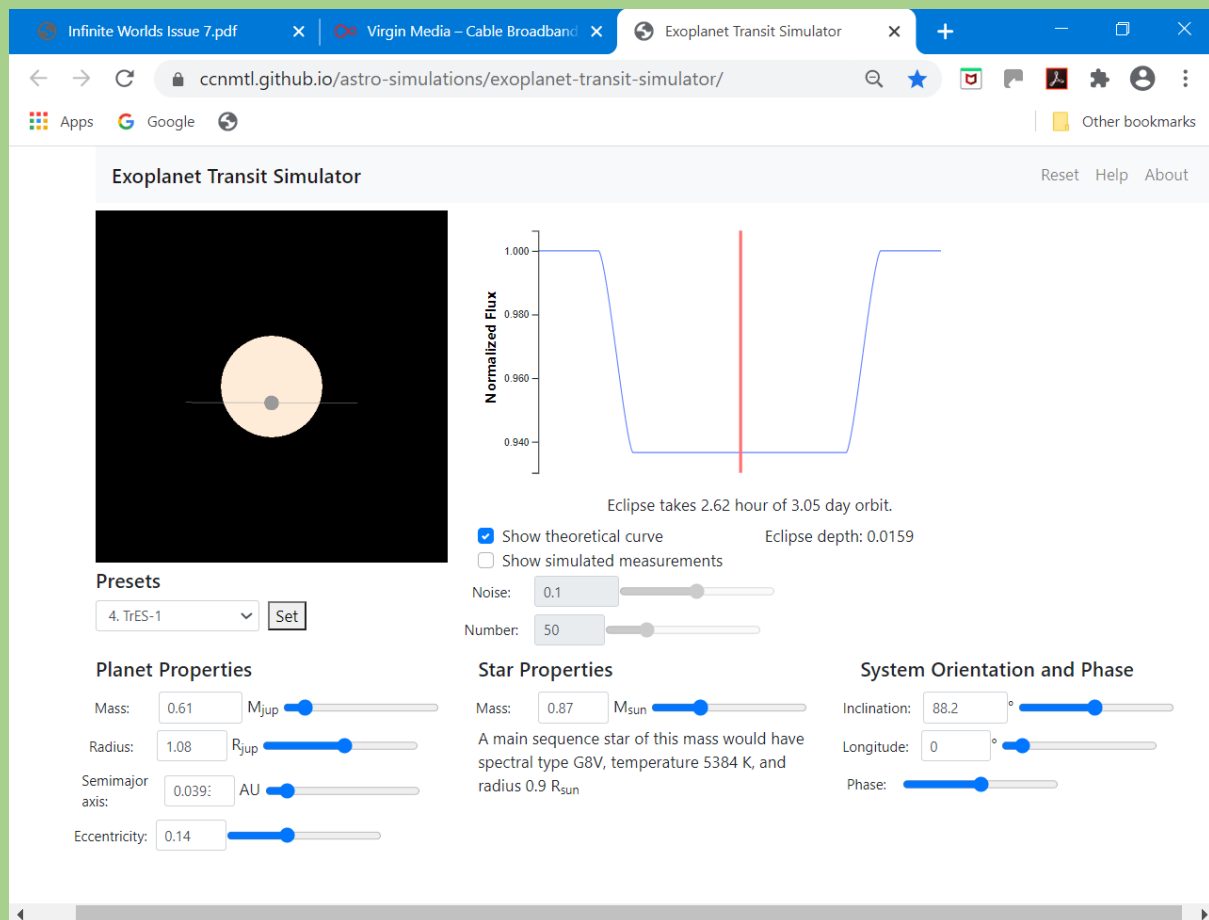 Infinite Worlds Issue 7.pdf
Virgin Media – Cable Broadband
Exoplanet Transit Simulator
ccnmtl.github.io/astro-simulations/exoplanet-transit-simulator/
Apps
Google
Other bookmarks
Exoplanet Transit Simulator
Reset Help About
1.000
0.980
0.960
0.940
Normalized Flux
Eclipse takes 2.62 hour of 3.05 day orbit.
Show theoretical curve
Eclipse depth: 0.0159
Show simulated measurements
Noise: 0.1
Number: 50
Presets
4. TrES-1
Set
Planet Properties
Mass: 0.61 Mjup
Radius: 1.08 Rjup
Semimajor
axis: 0.039 AU
Eccentricity: 0.14
Star Properties
Mass: 0.87 Msun
A main sequence star of this mass would have
spectral type G8V, temperature 5384 K, and
radius 0.9 Rsun
System Orientation and Phase
Inclination: 88.2 °
Longitude: 0 °
Phase: